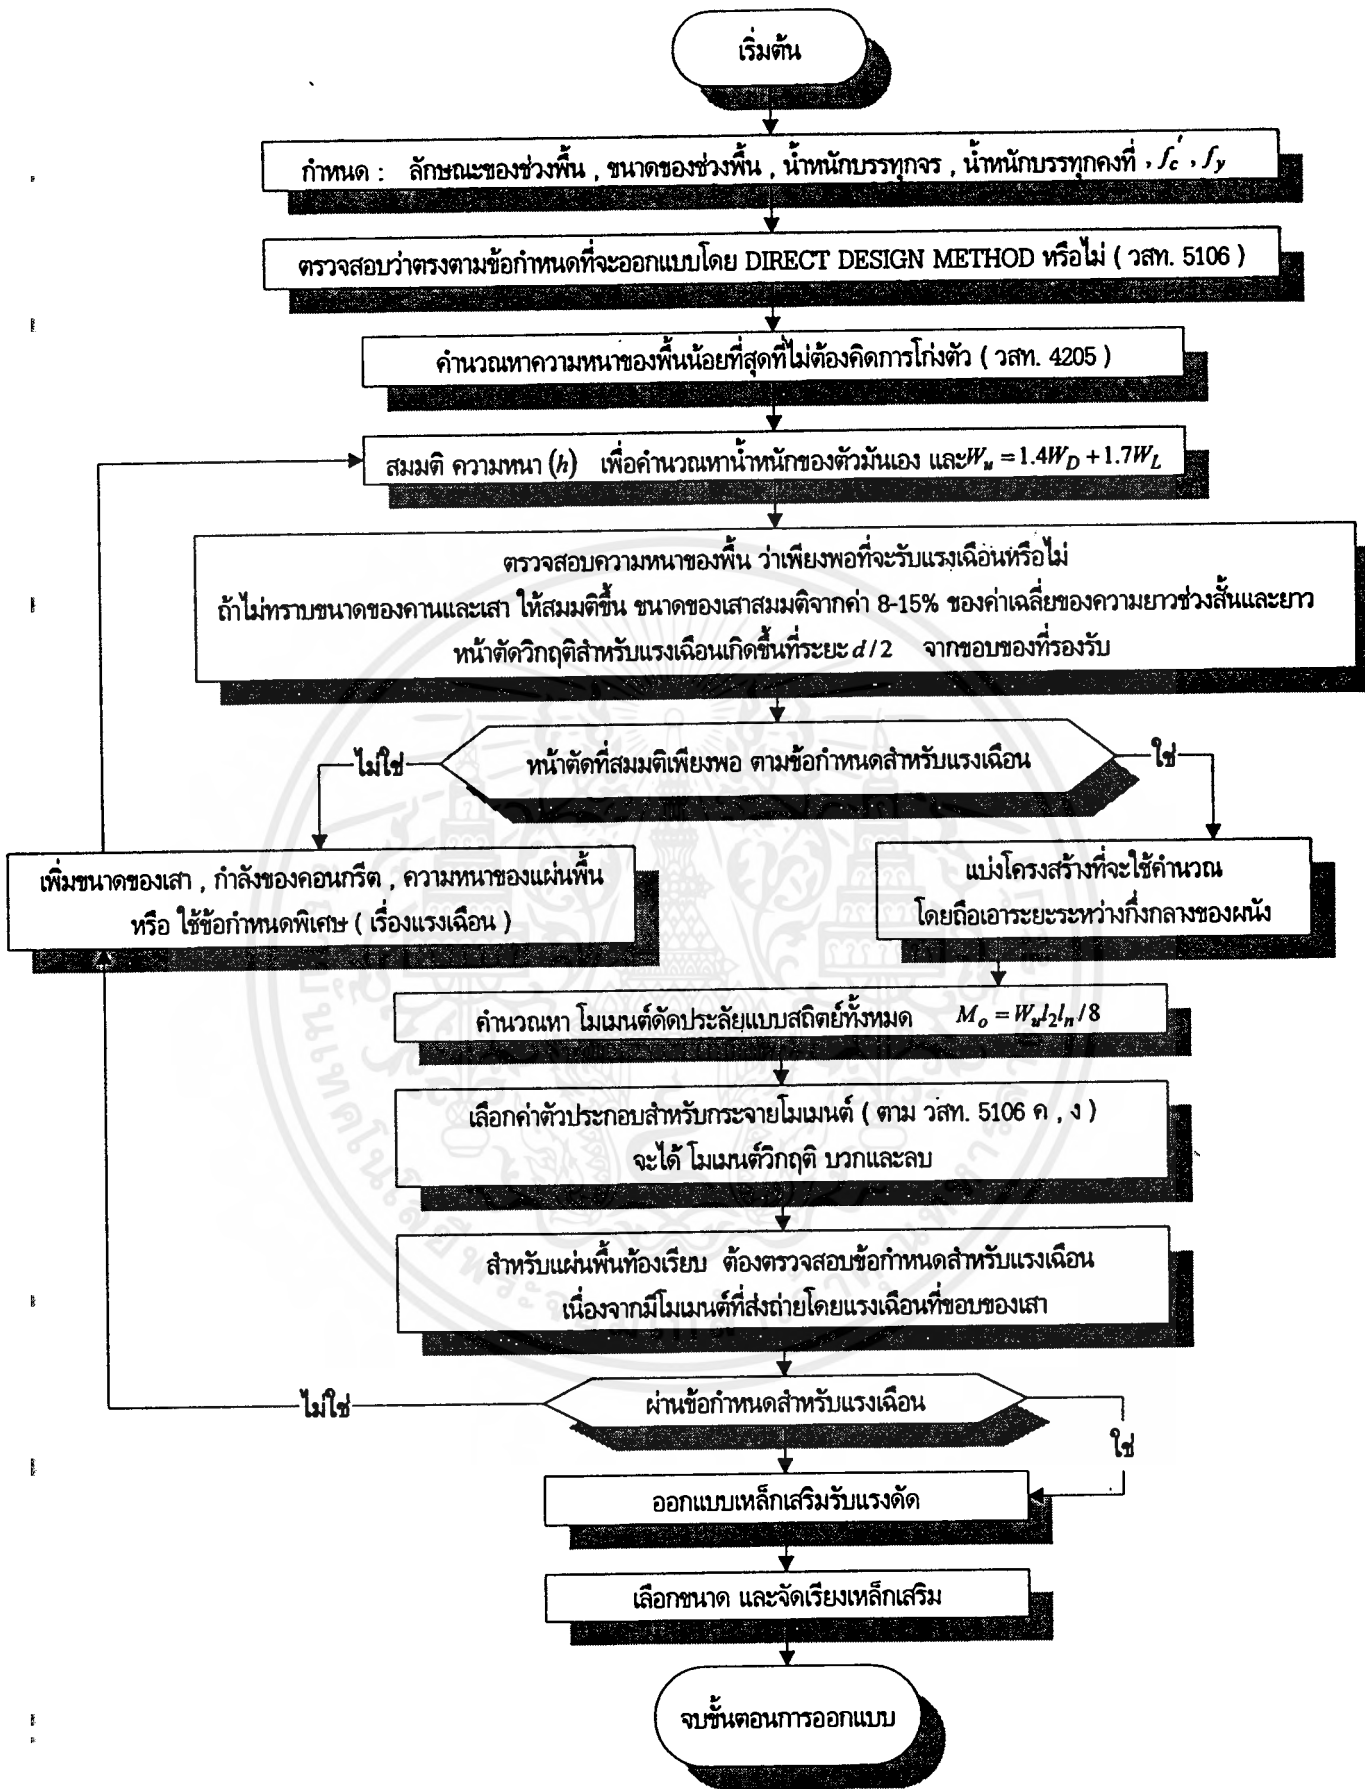 เริ่มต้น
กำหนด : ลักษณะของช่วงพื้น , ขนาดของช่วงพื้น , น้ำหนักบรรทุกจร , น้ำหนักบรรทุกคงที่ , f'c , fy
ตรวจสอบว่าตรงตามข้อกำหนดที่จะออกแบบโดย DIRECT DESIGN METHOD หรือไม่ ( วสท. 5106 )
คำนวณหาความหนาของพื้นน้อยที่สุดที่ไม่ต้องคิดการโก่งตัว ( วสท. 4205 )
สมมติ ความหนา (h) เพื่อคำนวณหาน้ำหนักของตัวมันเอง และ Wu = 1.4WD + 1.7WL
ตรวจสอบความหนาของพื้น ว่าเพียงพอที่จะรับแรงเฉือนหรือไม่
ถ้าไม่ทราบขนาดของคานและเสา ให้สมมติขึ้น ขนาดของเสาสมมติจากค่า 8-15% ของค่าเฉลี่ยของความยาวช่วงสั้นและยาว
หน้าตัดวิกฤติสำหรับแรงเฉือนเกิดขึ้นที่ระยะ d/2 จากขอบของที่รองรับ
หน้าตัดที่สมมติเพียงพอ ตามข้อกำหนดสำหรับแรงเฉือน
ไม่ใช่
ใช่
เพิ่มขนาดของเสา , กำลังของคอนกรีต , ความหนาของแผ่นพื้น
หรือ ใช้ข้อกำหนดพิเศษ ( เรื่องแรงเฉือน )
แบ่งโครงสร้างที่จะใช้คำนวณ
โดยถือเอาระยะระหว่างกึ่งกลางของผนัง
คำนวณหา โมเมนต์ดัดประลัยแบบสถิตย์ทั้งหมด Mo = Wu l2 ln / 8
เลือกค่าตัวประกอบสำหรับกระจายโมเมนต์ ( ตาม วสท. 5106 ค , ง )
จะได้ โมเมนต์วิกฤติ บวกและลบ
สำหรับแผ่นพื้นท้องเรียบ ต้องตรวจสอบข้อกำหนดสำหรับแรงเฉือน
เนื่องจากมีโมเมนต์ที่ส่งถ่ายโดยแรงเฉือนที่ขอบของเสา
ผ่านข้อกำหนดสำหรับแรงเฉือน
ไม่ใช่
ใช่
ออกแบบเหล็กเสริมรับแรงดัด
เลือกขนาด และจัดเรียงเหล็กเสริม
จบขั้นตอนการออกแบบ